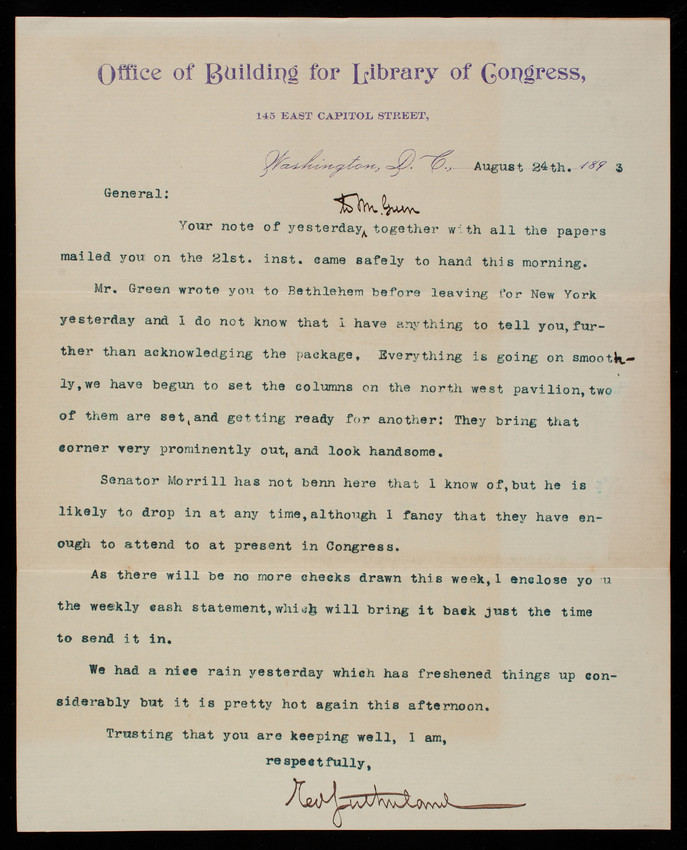 Office of Building for Library of Congress,
145 EAST CAPITOL STREET,
Washington, D. C., August 24th. 1893
General:
to Mr. Green
Your note of yesterday, together with all the papers
mailed you on the 21st. inst. came safely to hand this morning.
Mr. Green wrote you to Bethlehem before leaving for New York
yesterday and I do not know that I have anything to tell you, fur-
ther than acknowledging the package. Everything is going on smooth-
ly, we have begun to set the columns on the north west pavilion, two
of them are set, and getting ready for another: They bring that
corner very prominently out, and look handsome.
Senator Morrill has not benn here that I know of, but he is
likely to drop in at any time, although I fancy that they have en-
ough to attend to at present in Congress.
As there will be no more checks drawn this week, I enclose you
the weekly cash statement, which will bring it back just the time
to send it in.
We had a nice rain yesterday which has freshened things up con-
siderably but it is pretty hot again this afternoon.
Trusting that you are keeping well, I am,
respectfully,
Sutherland